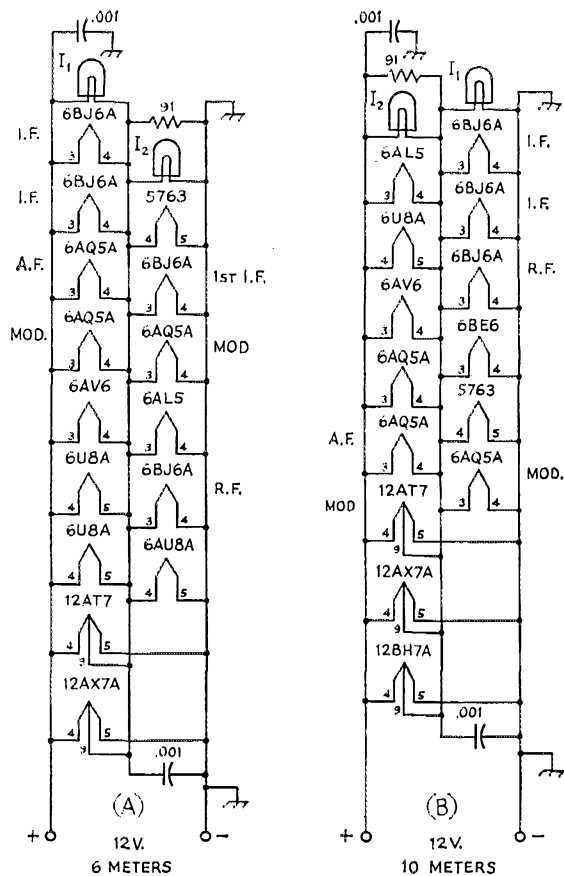 .001
I1
6BJ6A
3 4
I.F.
6BJ6A
3 4
I.F.
6AQ5A
3 4
A.F.
6AQ5A
3 4
MOD.
6AV6
3 4
6U8A
4 5
6U8A
4 5
12AT7
4 5
9
12AX7A
4 5
9
91
I2
5763
4 5
6BJ6A
3 4
1ST I.F.
6AQ5A
3 4
MOD
6AL5
3 4
6BJ6A
3 4
R.F.
6AU8A
4 5
.001
(A)
+ 12V. -
6 METERS
.001
91
I2
6AL5
3 4
6U8A
4 5
6AV6
3 4
6AQ5A
3 4
A.F.
6AQ5A
3 4
MOD
12AT7
4 5
9
12AX7A
4 5
9
12BH7A
4 5
9
I1
6BJ6A
3 4
I.F.
6BJ6A
3 4
I.F.
6BJ6A
3 4
R.F.
6BE6
3 4
5763
4 5
6AQ5A
3 4
MOD.
.001
(B)
+ 12V. -
10 METERS